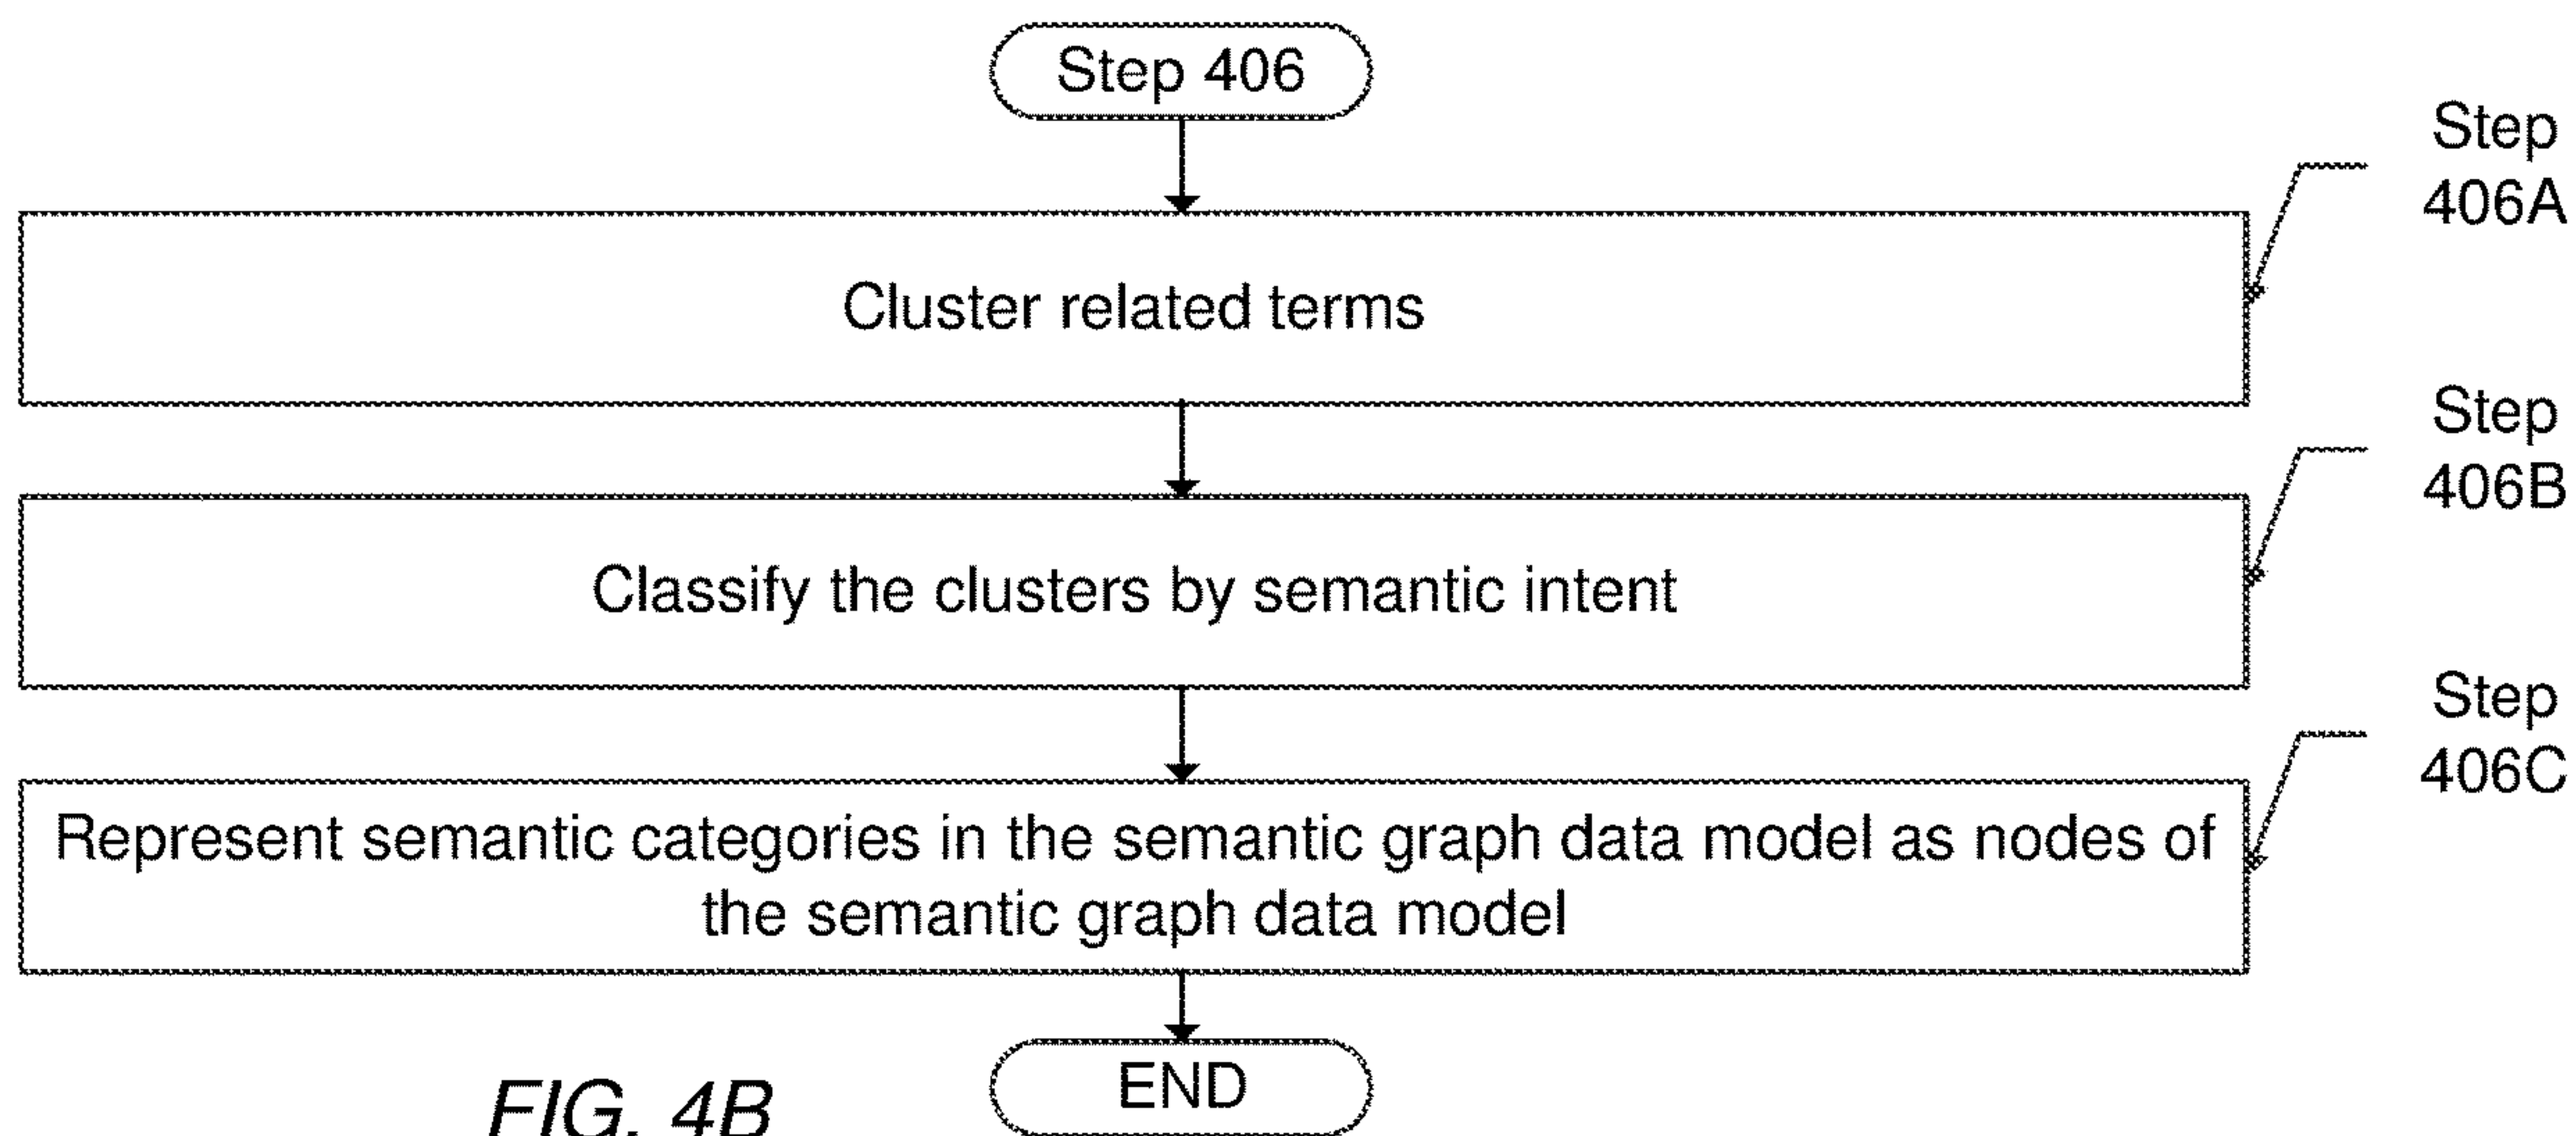 Step 406
Step
406A
Cluster related terms
Step
406B
Classify the clusters by semantic intent
Step
406C
Represent semantic categories in the semantic graph data model as nodes of
the semantic graph data model
END
FIG. 4B